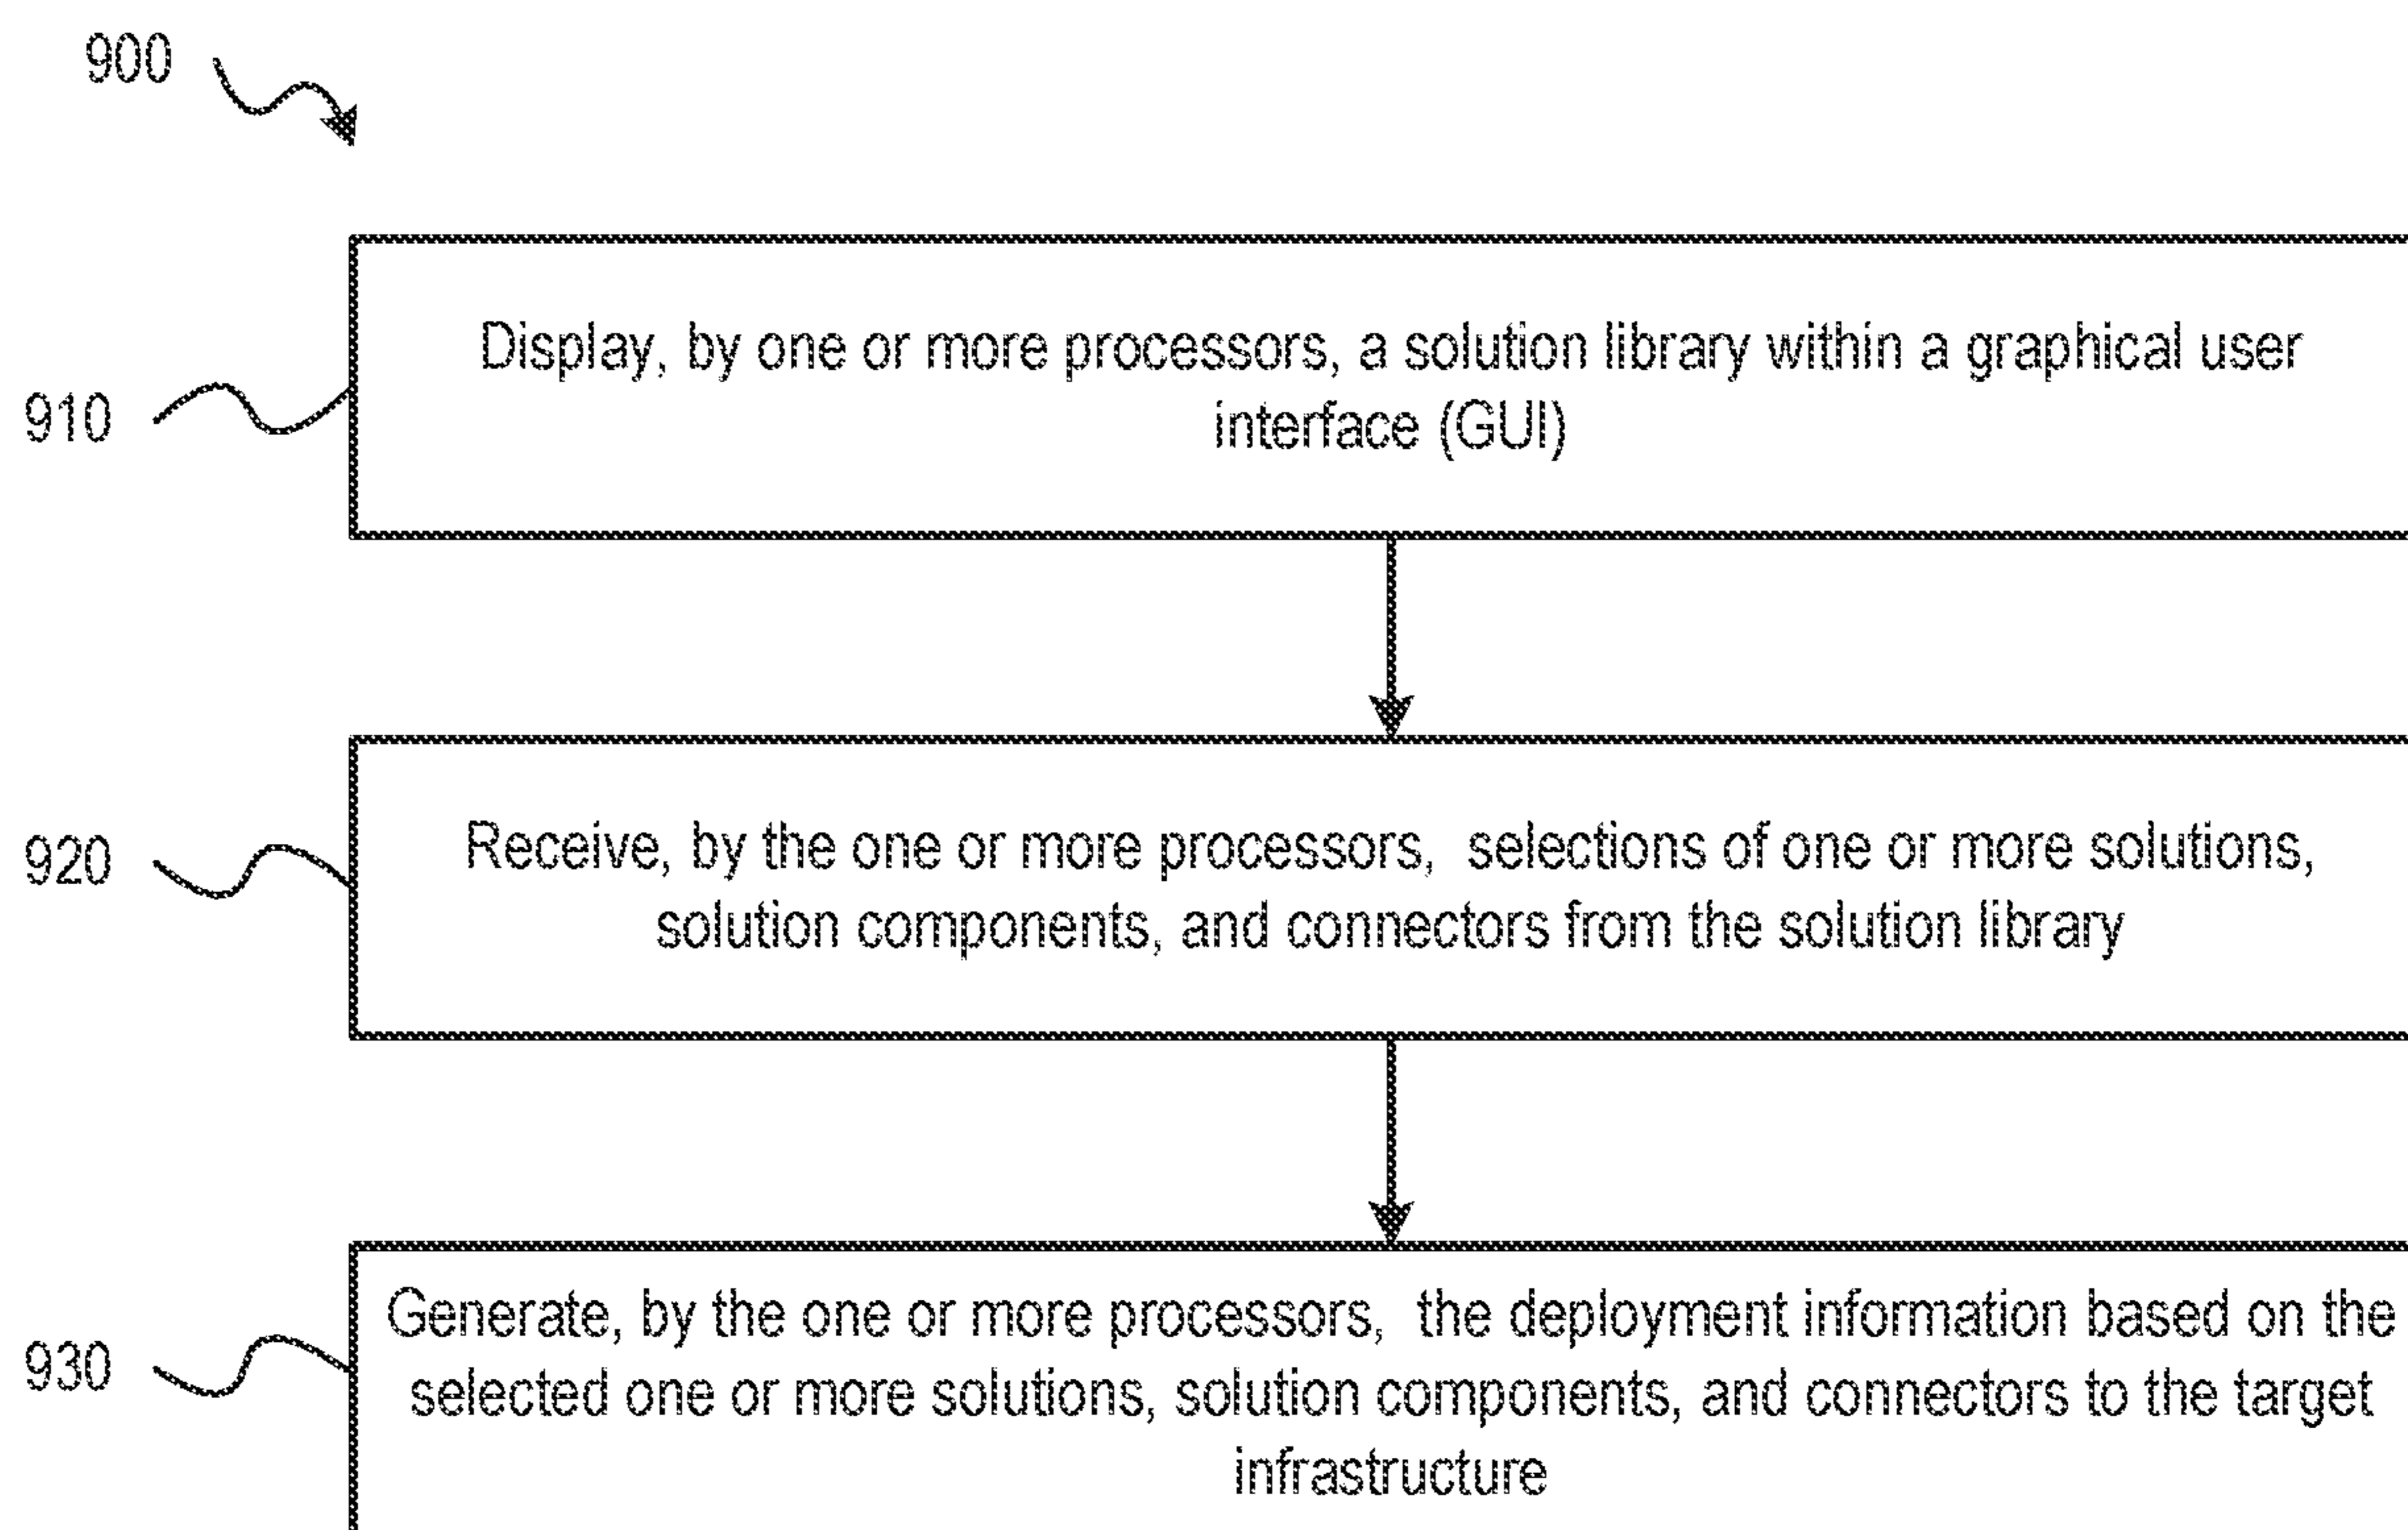 900
910
Display, by one or more processors, a solution library within a graphical user
interface (GUI)
920
Receive, by the one or more processors, selections of one or more solutions,
solution components, and connectors from the solution library
930
Generate, by the one or more processors, the deployment information based on the
selected one or more solutions, solution components, and connectors to the target
infrastructure